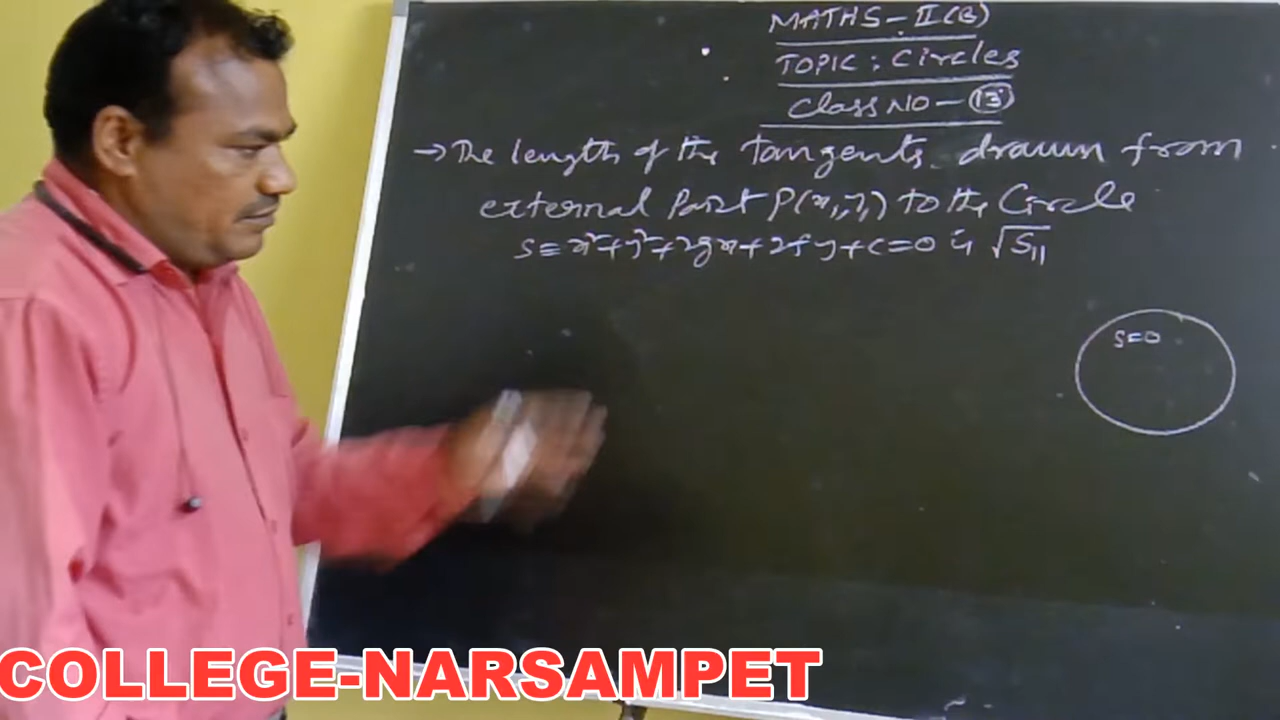 MATHS - II(B)
TOPIC : Circles
Class NO - 13
→ The length of the tangents drawn from
external Point P(x₁, y₁) to the Circle
S ≡ x²+y²+2gx+2fy+c=0 is √S₁₁
S=0
COLLEGE-NARSAMPET